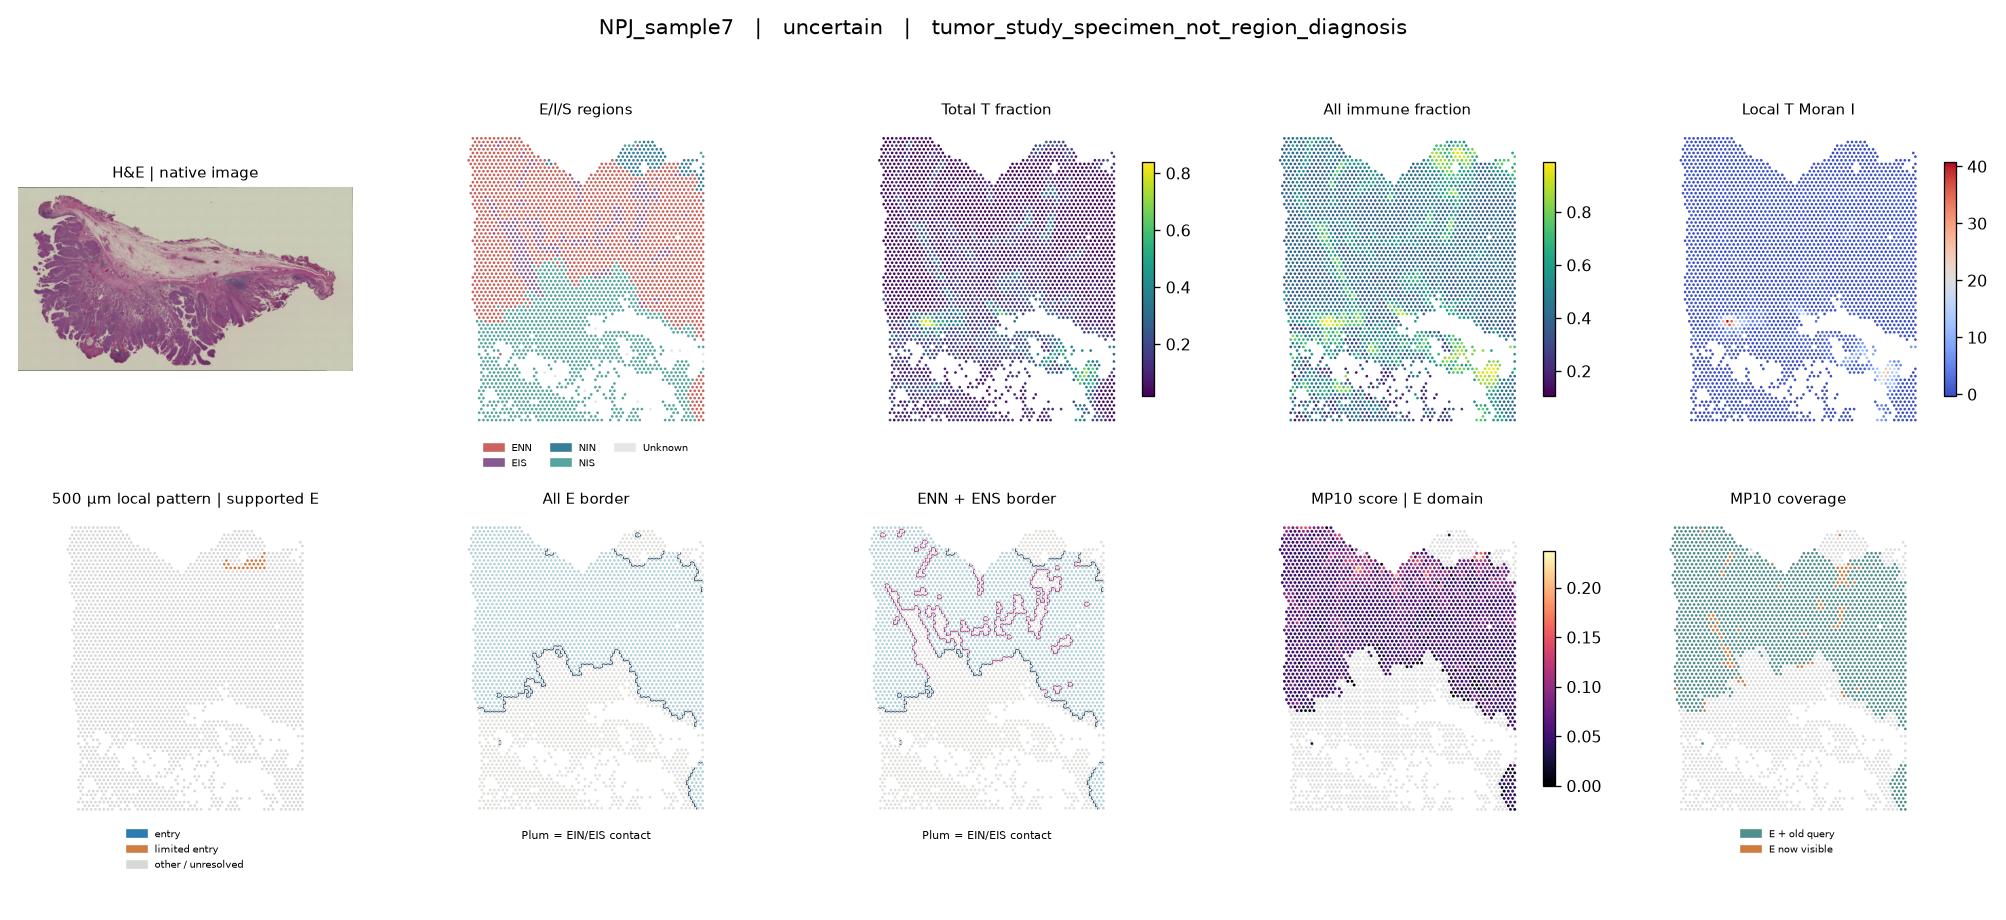 NPJ_sample7 | uncertain | tumor_study_specimen_not_region_diagnosis
H&E | native image
E/I/S regions
ENN
EIS
NIN
NIS
Unknown
Total T fraction
0.8
0.6
0.4
0.2
All immune fraction
0.8
0.6
0.4
0.2
Local T Moran I
40
30
20
10
0
500 µm local pattern | supported E
entry
limited entry
other / unresolved
All E border
Plum = EIN/EIS contact
ENN + ENS border
Plum = EIN/EIS contact
MP10 score | E domain
0.20
0.15
0.10
0.05
0.00
MP10 coverage
E + old query
E now visible